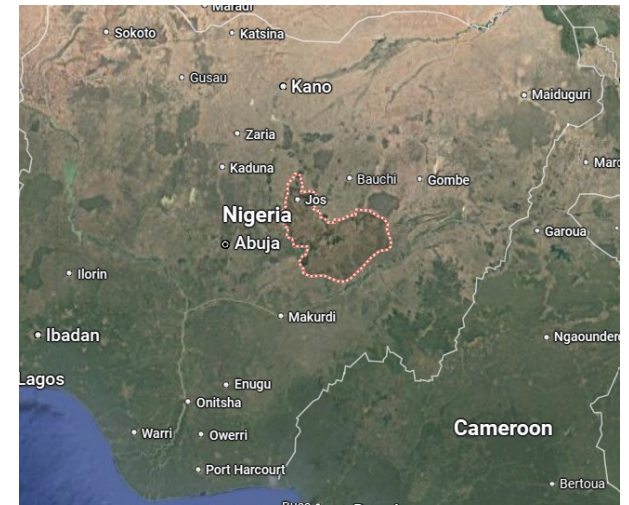 Maradi
Sokoto
Katsina
Gusau
Kano
Maiduguri
Zaria
Kaduna
Bauchi
Gombe
Jos
Nigeria
Abuja
Garoua
Ilorin
Makurdi
Ibadan
Lagos
Enugu
Onitsha
Warri
Owerri
Cameroon
Port Harcourt
Bertoua